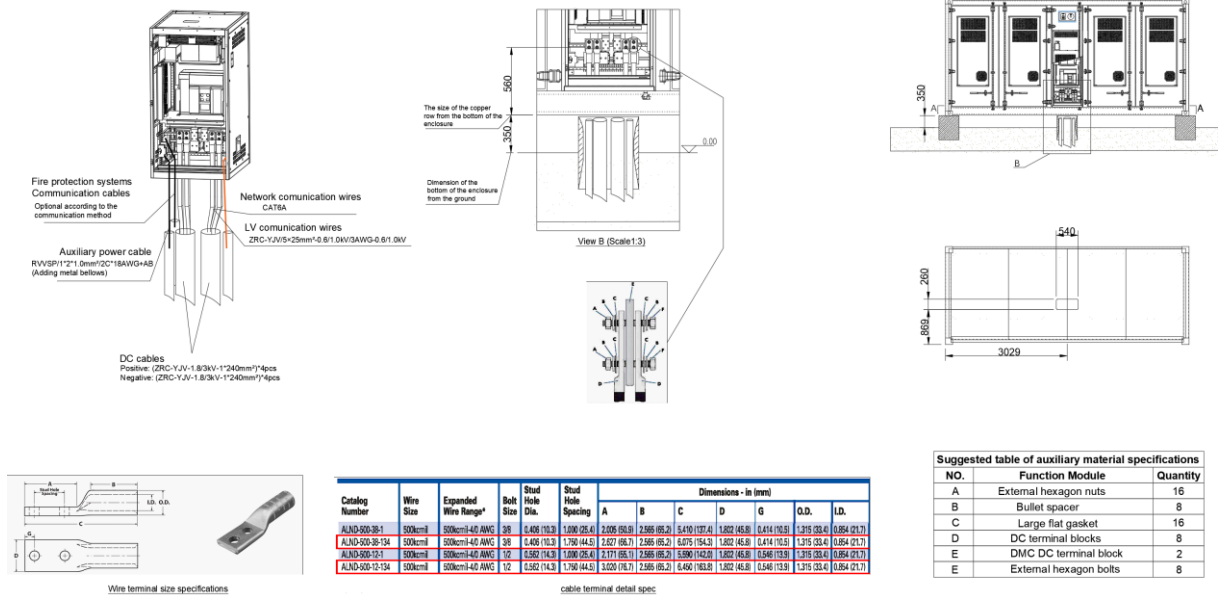 Fire protection systems
Communication cables
Optional according to the
communication method
Network comunication wires
CAT6A
LV comunication wires
ZRC-YJV/5×25mm²-0.6/1.0kV/3AWG-0.6/1.0kV
Auxiliary power cable
RVVSP/1*2*1.0mm²/2C*18AWG+AB
(Adding metal bellows)
DC cables
Positive: (ZRC-YJV-1.8/3kV-1*240mm²)*4pcs
Negative: (ZRC-YJV-1.8/3kV-1*240mm²)*4pcs
560
The size of the copper
row from the bottom of the
enclosure
350
0.00
Dimension of the
bottom of the enclosure
from the ground
View B (Scale1:3)
E
C C
B B
A F
C C
B B
A F
D D
350
A A
B
540
260
869
3029
A B
Stud Hole
Spacing
I.D. O.D.
C
G
D
Wire terminal size specifications
Catalog Number Wire Size Expanded Wire Range* Bolt Size Stud Hole Dia. Stud Hole Spacing Dimensions - in (mm)
A B C D G O.D. I.D.
ALND-500-38-1 500kcmil 500kcmil-4/0 AWG 3/8 0.406 (10.3) 1.000 (25.4) 2.005 (50.9) 2.565 (65.2) 5.410 (137.4) 1.802 (45.8) 0.414 (10.5) 1.315 (33.4) 0.854 (21.7)
ALND-500-38-134 500kcmil 500kcmil-4/0 AWG 3/8 0.406 (10.3) 1.750 (44.5) 2.627 (66.7) 2.565 (65.2) 6.075 (154.3) 1.802 (45.8) 0.414 (10.5) 1.315 (33.4) 0.854 (21.7)
ALND-500-12-1 500kcmil 500kcmil-4/0 AWG 1/2 0.562 (14.3) 1.000 (25.4) 2.171 (55.1) 2.565 (65.2) 5.590 (142.0) 1.802 (45.8) 0.546 (13.9) 1.315 (33.4) 0.854 (21.7)
ALND-500-12-134 500kcmil 500kcmil-4/0 AWG 1/2 0.562 (14.3) 1.750 (44.5) 3.020 (76.7) 2.565 (65.2) 6.450 (163.8) 1.802 (45.8) 0.546 (13.9) 1.315 (33.4) 0.854 (21.7)
cable terminal detail spec
Suggested table of auxiliary material specifications
NO. Function Module Quantity
A External hexagon nuts 16
B Bullet spacer 8
C Large flat gasket 16
D DC terminal blocks 8
E DMC DC terminal block 2
E External hexagon bolts 8